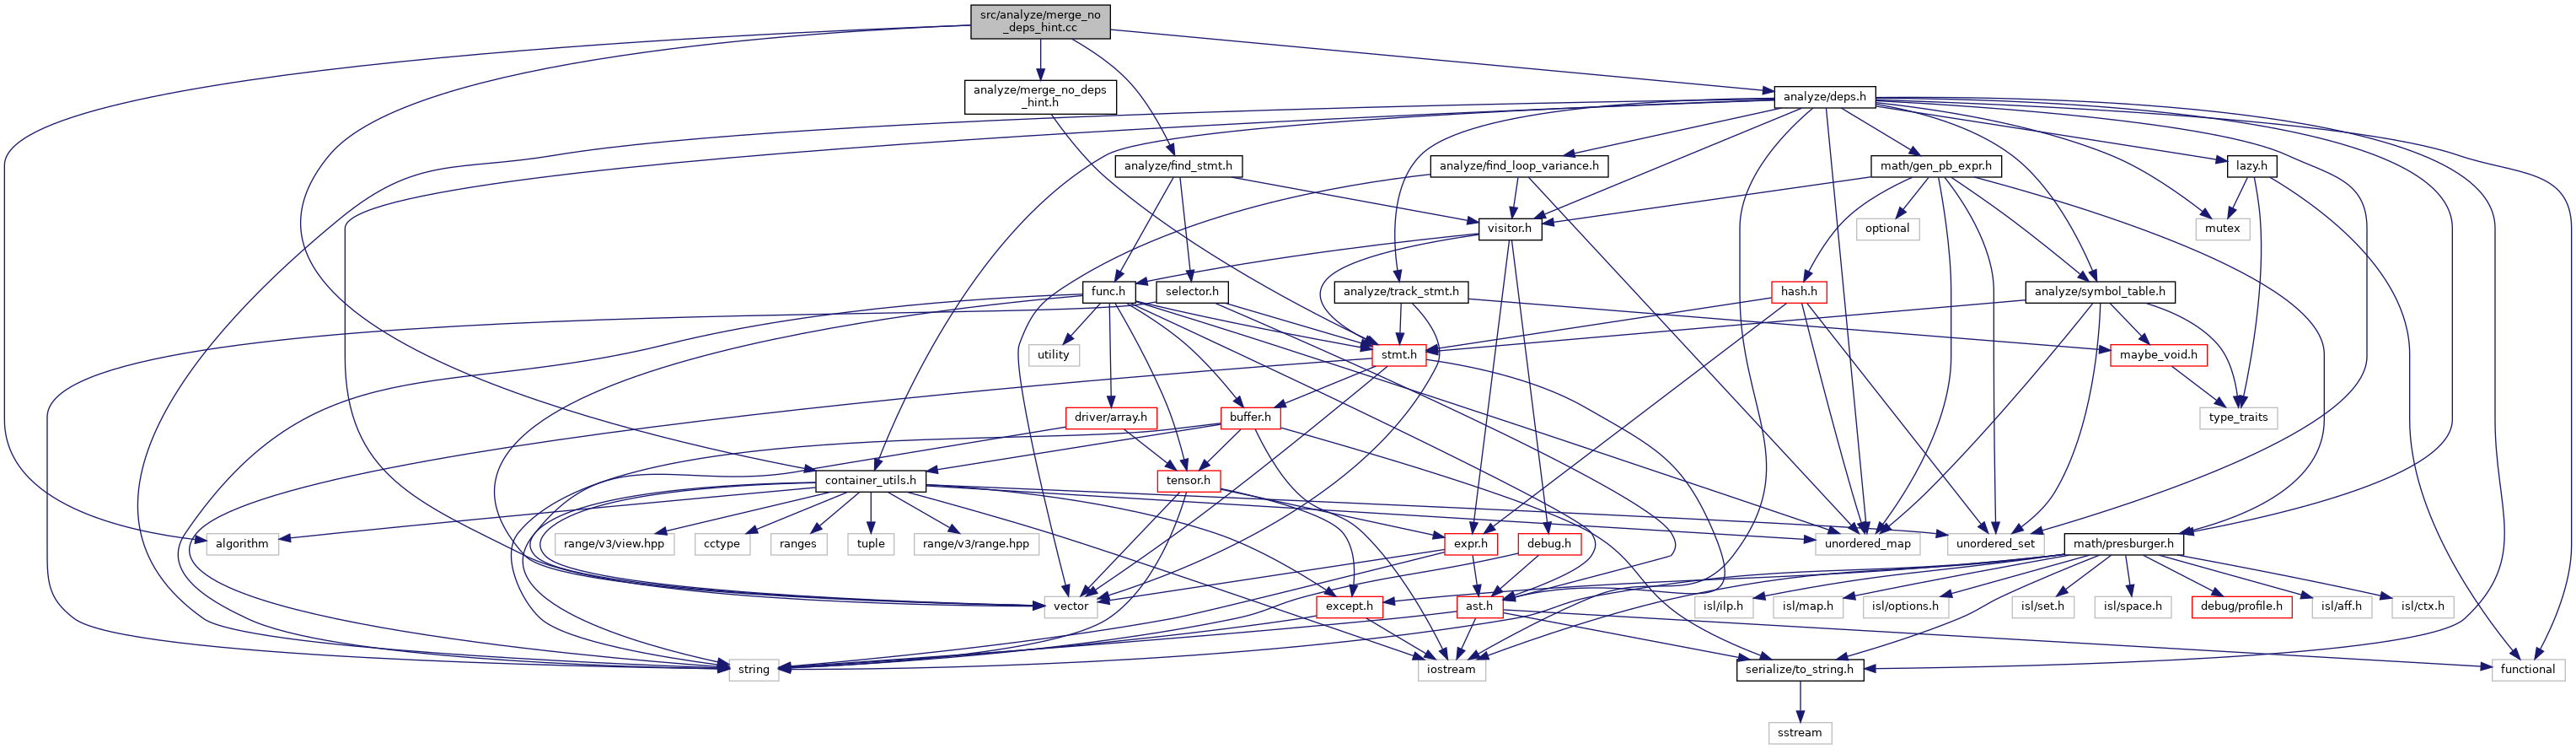 src/analyze/merge_no
_deps_hint.cc
analyze/merge_no_deps
_hint.h
analyze/deps.h
analyze/find_stmt.h
analyze/find_loop_variance.h
math/gen_pb_expr.h
lazy.h
visitor.h
optional
mutex
func.h
selector.h
analyze/track_stmt.h
hash.h
analyze/symbol_table.h
utility
stmt.h
maybe_void.h
driver/array.h
buffer.h
type_traits
container_utils.h
tensor.h
algorithm
range/v3/view.hpp
cctype
ranges
tuple
range/v3/range.hpp
expr.h
debug.h
unordered_map
unordered_set
math/presburger.h
vector
except.h
ast.h
isl/ilp.h
isl/map.h
isl/options.h
isl/set.h
isl/space.h
debug/profile.h
isl/aff.h
isl/ctx.h
string
iostream
serialize/to_string.h
functional
sstream